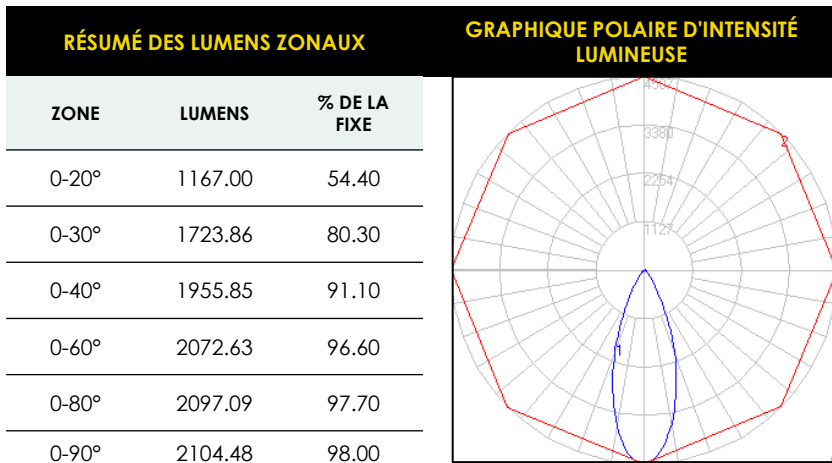 RÉSUMÉ DES LUMENS ZONAUX
ZONE LUMENS % DE LA FIXE
0-20° 1167.00 54.40
0-30° 1723.86 80.30
0-40° 1955.85 91.10
0-60° 2072.63 96.60
0-80° 2097.09 97.70
0-90° 2104.48 98.00
GRAPHIQUE POLAIRE D'INTENSITÉ
LUMINEUSE
4507
3380
2254
1127
2
1